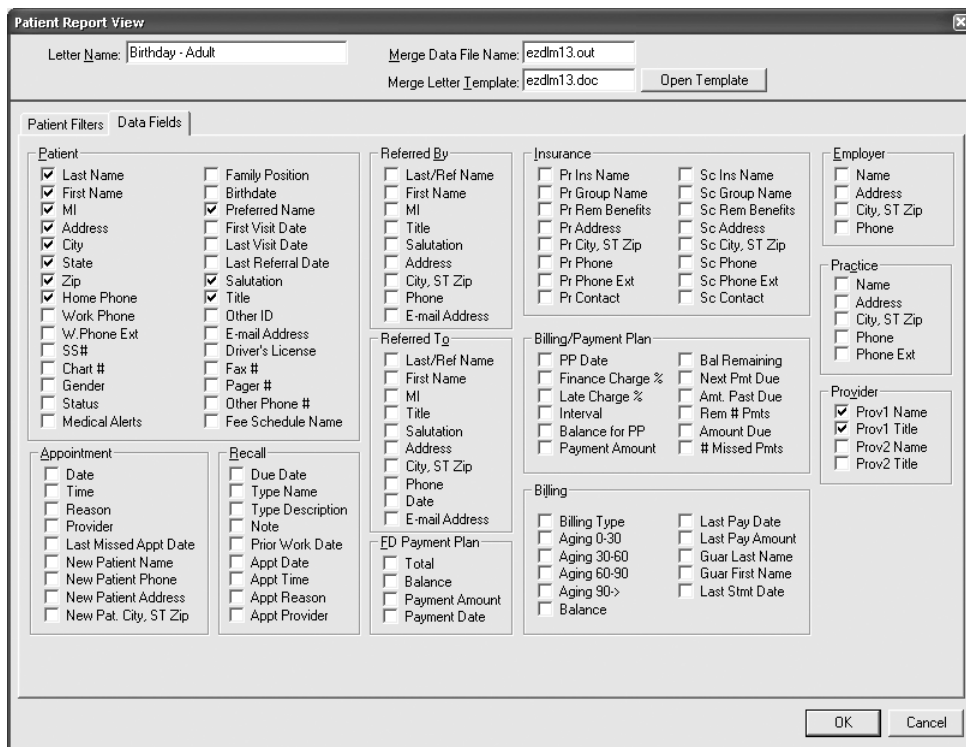 Patient Report View
Letter Name: Birthday - Adult
Merge Data File Name: ezdlm13.out
Merge Letter Template: ezdlm13.doc Open Template
Patient Filters Data Fields
Patient
Last Name
First Name
MI
Address
City
State
Zip
Home Phone
Work Phone
W.Phone Ext
SS#
Chart #
Gender
Status
Medical Alerts
Family Position
Birthdate
Preferred Name
First Visit Date
Last Visit Date
Last Referral Date
Salutation
Title
Other ID
E-mail Address
Driver's License
Fax #
Pager #
Other Phone #
Fee Schedule Name
Appointment
Date
Time
Reason
Provider
Last Missed Appt Date
New Patient Name
New Patient Phone
New Patient Address
New Pat. City, ST Zip
Recall
Due Date
Type Name
Type Description
Note
Prior Work Date
Appt Date
Appt Time
Appt Reason
Appt Provider
Referred By
Last/Ref Name
First Name
MI
Title
Salutation
Address
City, ST Zip
Phone
E-mail Address
Referred To
Last/Ref Name
First Name
MI
Title
Salutation
Address
City, ST Zip
Phone
Date
E-mail Address
FD Payment Plan
Total
Balance
Payment Amount
Payment Date
Insurance
Pr Ins Name
Pr Group Name
Pr Rem Benefits
Pr Address
Pr City, ST Zip
Pr Phone
Pr Phone Ext
Pr Contact
Sc Ins Name
Sc Group Name
Sc Rem Benefits
Sc Address
Sc City, ST Zip
Sc Phone
Sc Phone Ext
Sc Contact
Billing/Payment Plan
PP Date
Finance Charge %
Late Charge %
Interval
Balance for PP
Payment Amount
Bal Remaining
Next Pmt Due
Amt. Past Due
Rem # Pmts
Amount Due
# Missed Pmts
Billing
Billing Type
Aging 0-30
Aging 30-60
Aging 60-90
Aging 90->
Balance
Last Pay Date
Last Pay Amount
Guar Last Name
Guar First Name
Last Stmt Date
Employer
Name
Address
City, ST Zip
Phone
Practice
Name
Address
City, ST Zip
Phone
Phone Ext
Provider
Prov1 Name
Prov1 Title
Prov2 Name
Prov2 Title
OK Cancel